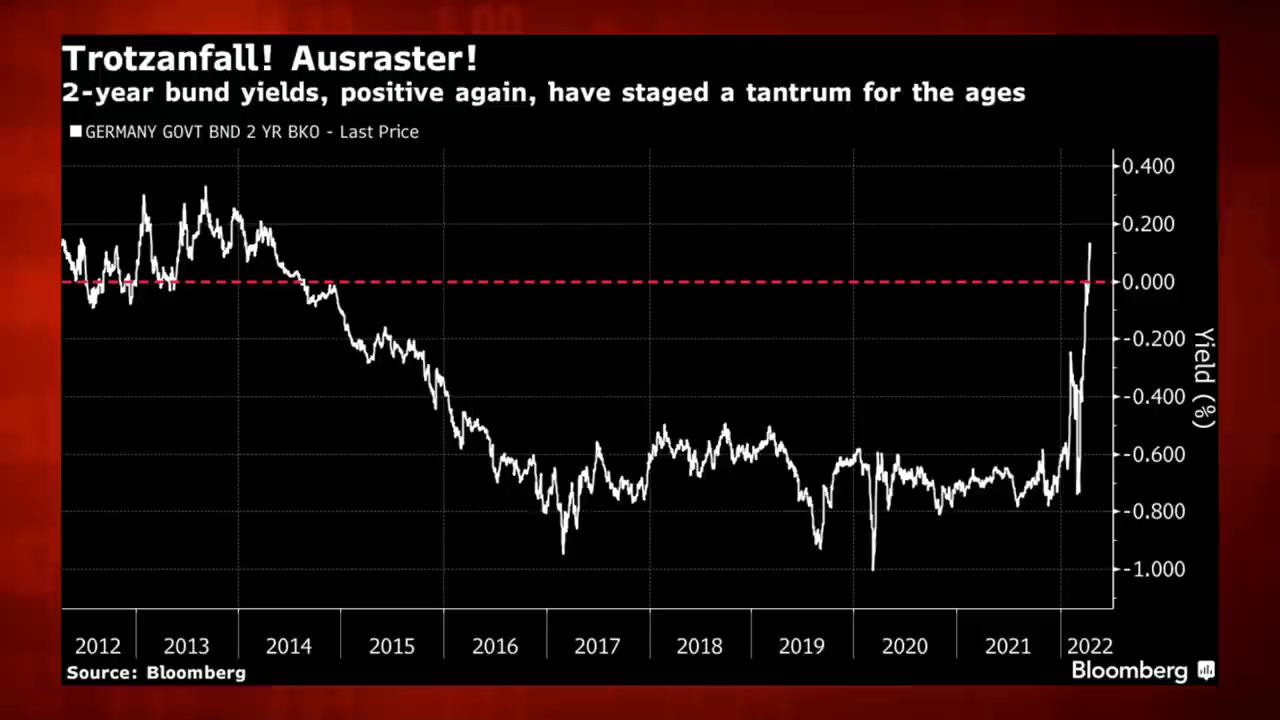 Trotzanfall! Ausraster!
2-year bund yields, positive again, have staged a tantrum for the ages
GERMANY GOVT BND 2 YR BKO - Last Price
0.400
0.200
0.000
-0.200
-0.400
-0.600
-0.800
-1.000
Yield (%)
2012 2013 2014 2015 2016 2017 2018 2019 2020 2021 2022
Source: Bloomberg
Bloomberg